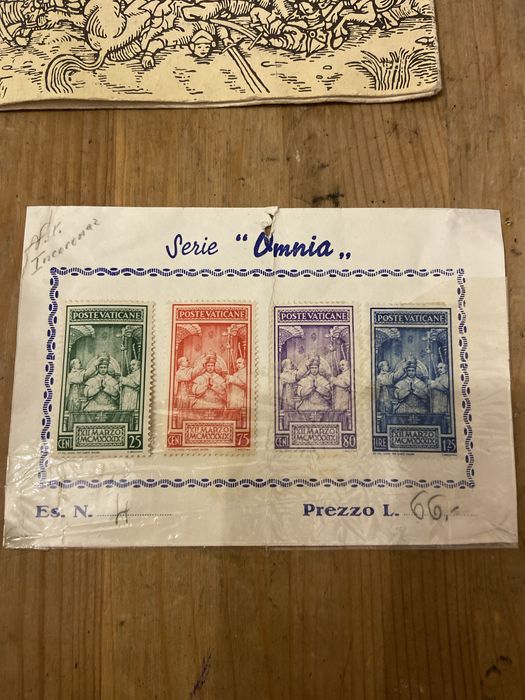 Incoronaz
Serie "Omnia„
POSTE VATICANE
XII MARZO
MCMXXXIX
CENT 25
POSTE VATICANE
XII MARZO
MCMXXXIX
CENT 75
POSTE VATICANE
XII MARZO
MCMXXXIX
CENT 80
POSTE VATICANE
XII MARZO
MCMXXXIX
LIRE 1,25
Es. N. 4
Prezzo L. 66,-